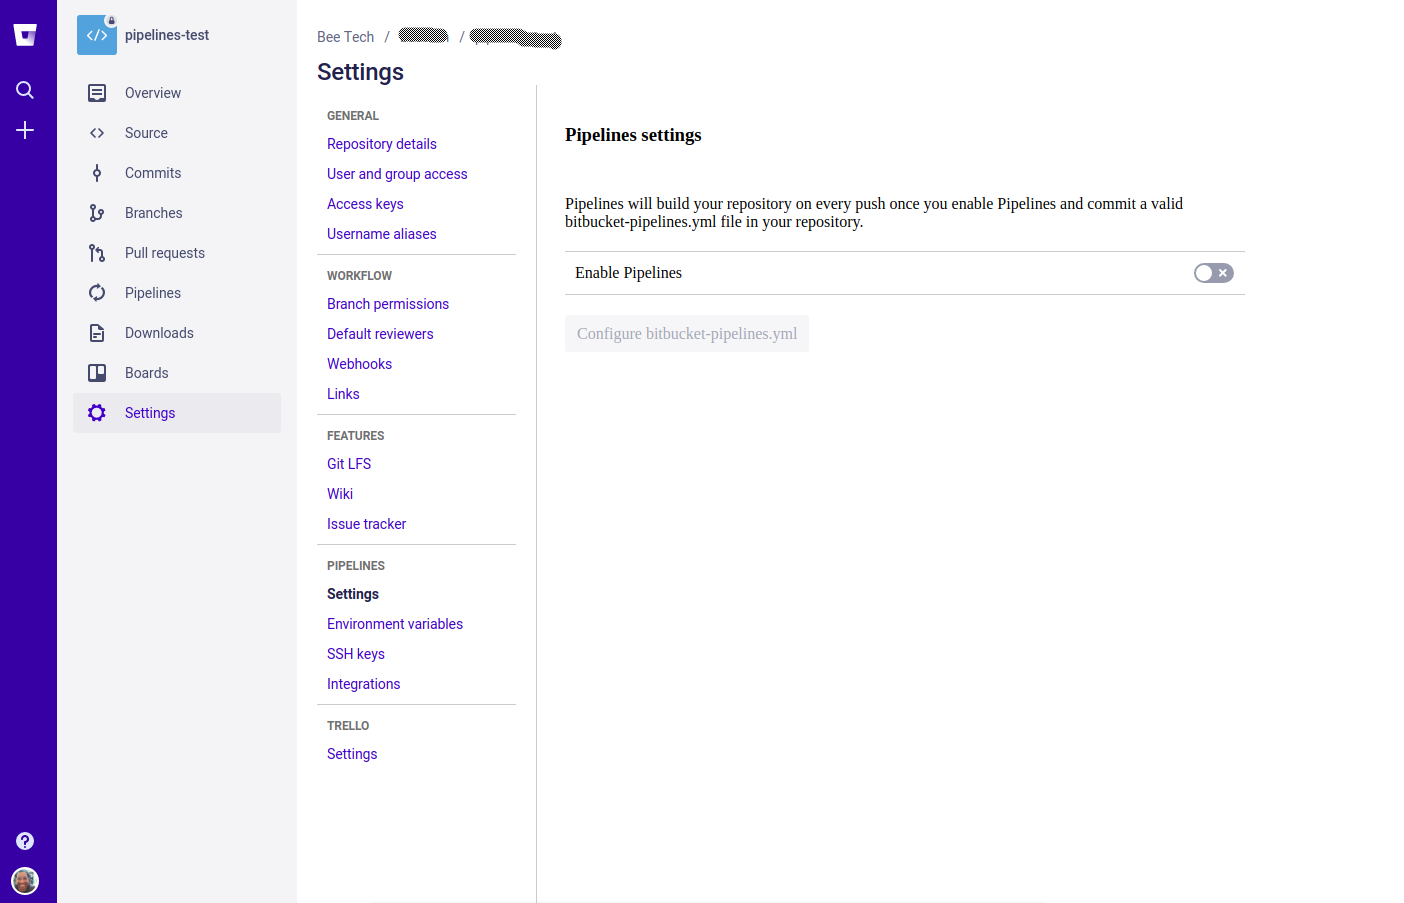 pipelines-test
Overview
Source
Commits
Branches
Pull requests
Pipelines
Downloads
Boards
Settings
Bee Tech / /
Settings
GENERAL
Repository details
User and group access
Access keys
Username aliases
WORKFLOW
Branch permissions
Default reviewers
Webhooks
Links
FEATURES
Git LFS
Wiki
Issue tracker
PIPELINES
Settings
Environment variables
SSH keys
Integrations
TRELLO
Settings
Pipelines settings
Pipelines will build your repository on every push once you enable Pipelines and commit a valid
bitbucket-pipelines.yml file in your repository.
Enable Pipelines
Configure bitbucket-pipelines.yml